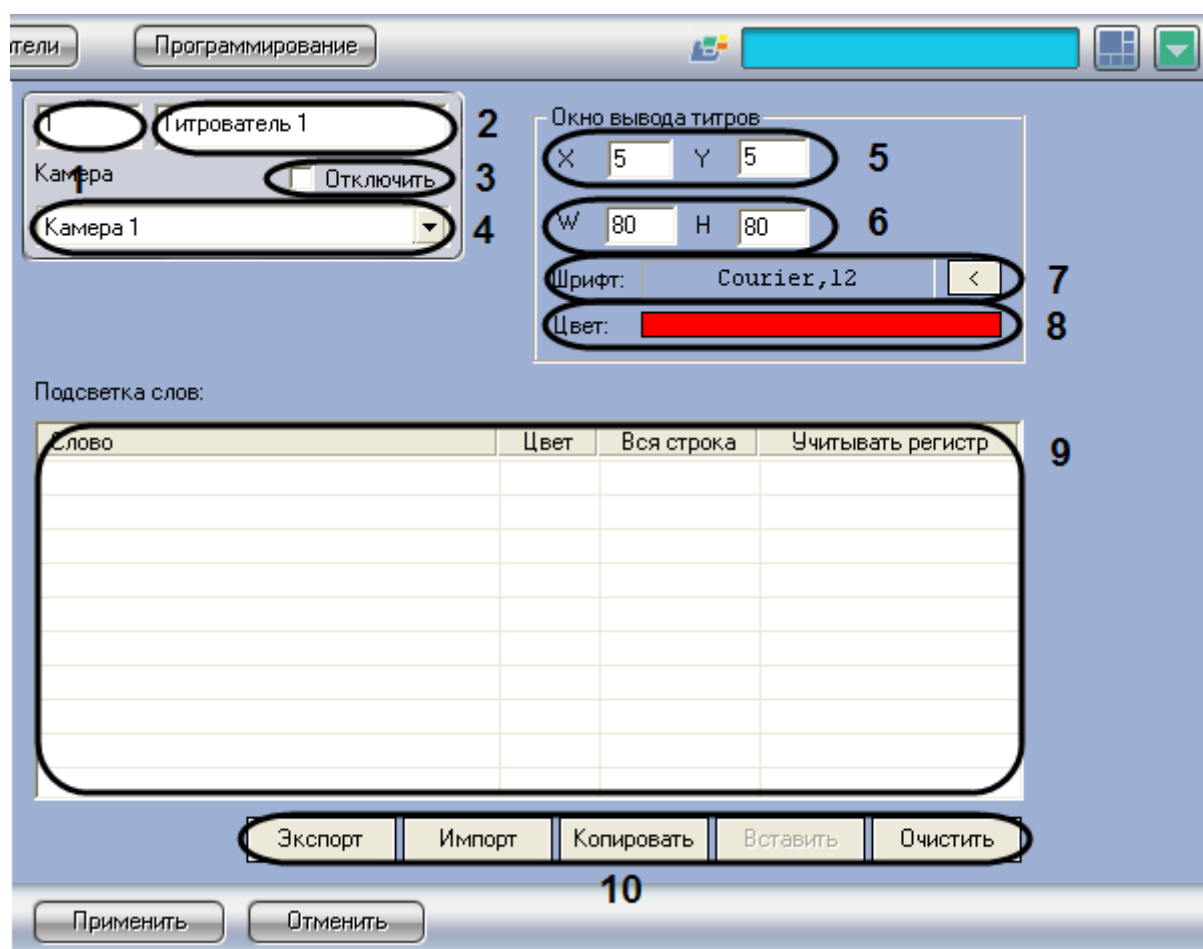 тели Программирование
1 Титрователь 1 2
1
Камера Отключить 3
Камера 1 4
Окно вывода титров
X 5 Y 5 5
W 80 H 80 6
Шрифт: Courier,12 < 7
Цвет: 8
Подсветка слов:
Слово Цвет Вся строка Учитывать регистр 9
Экспорт Импорт Копировать Вставить Очистить
10
Применить Отменить